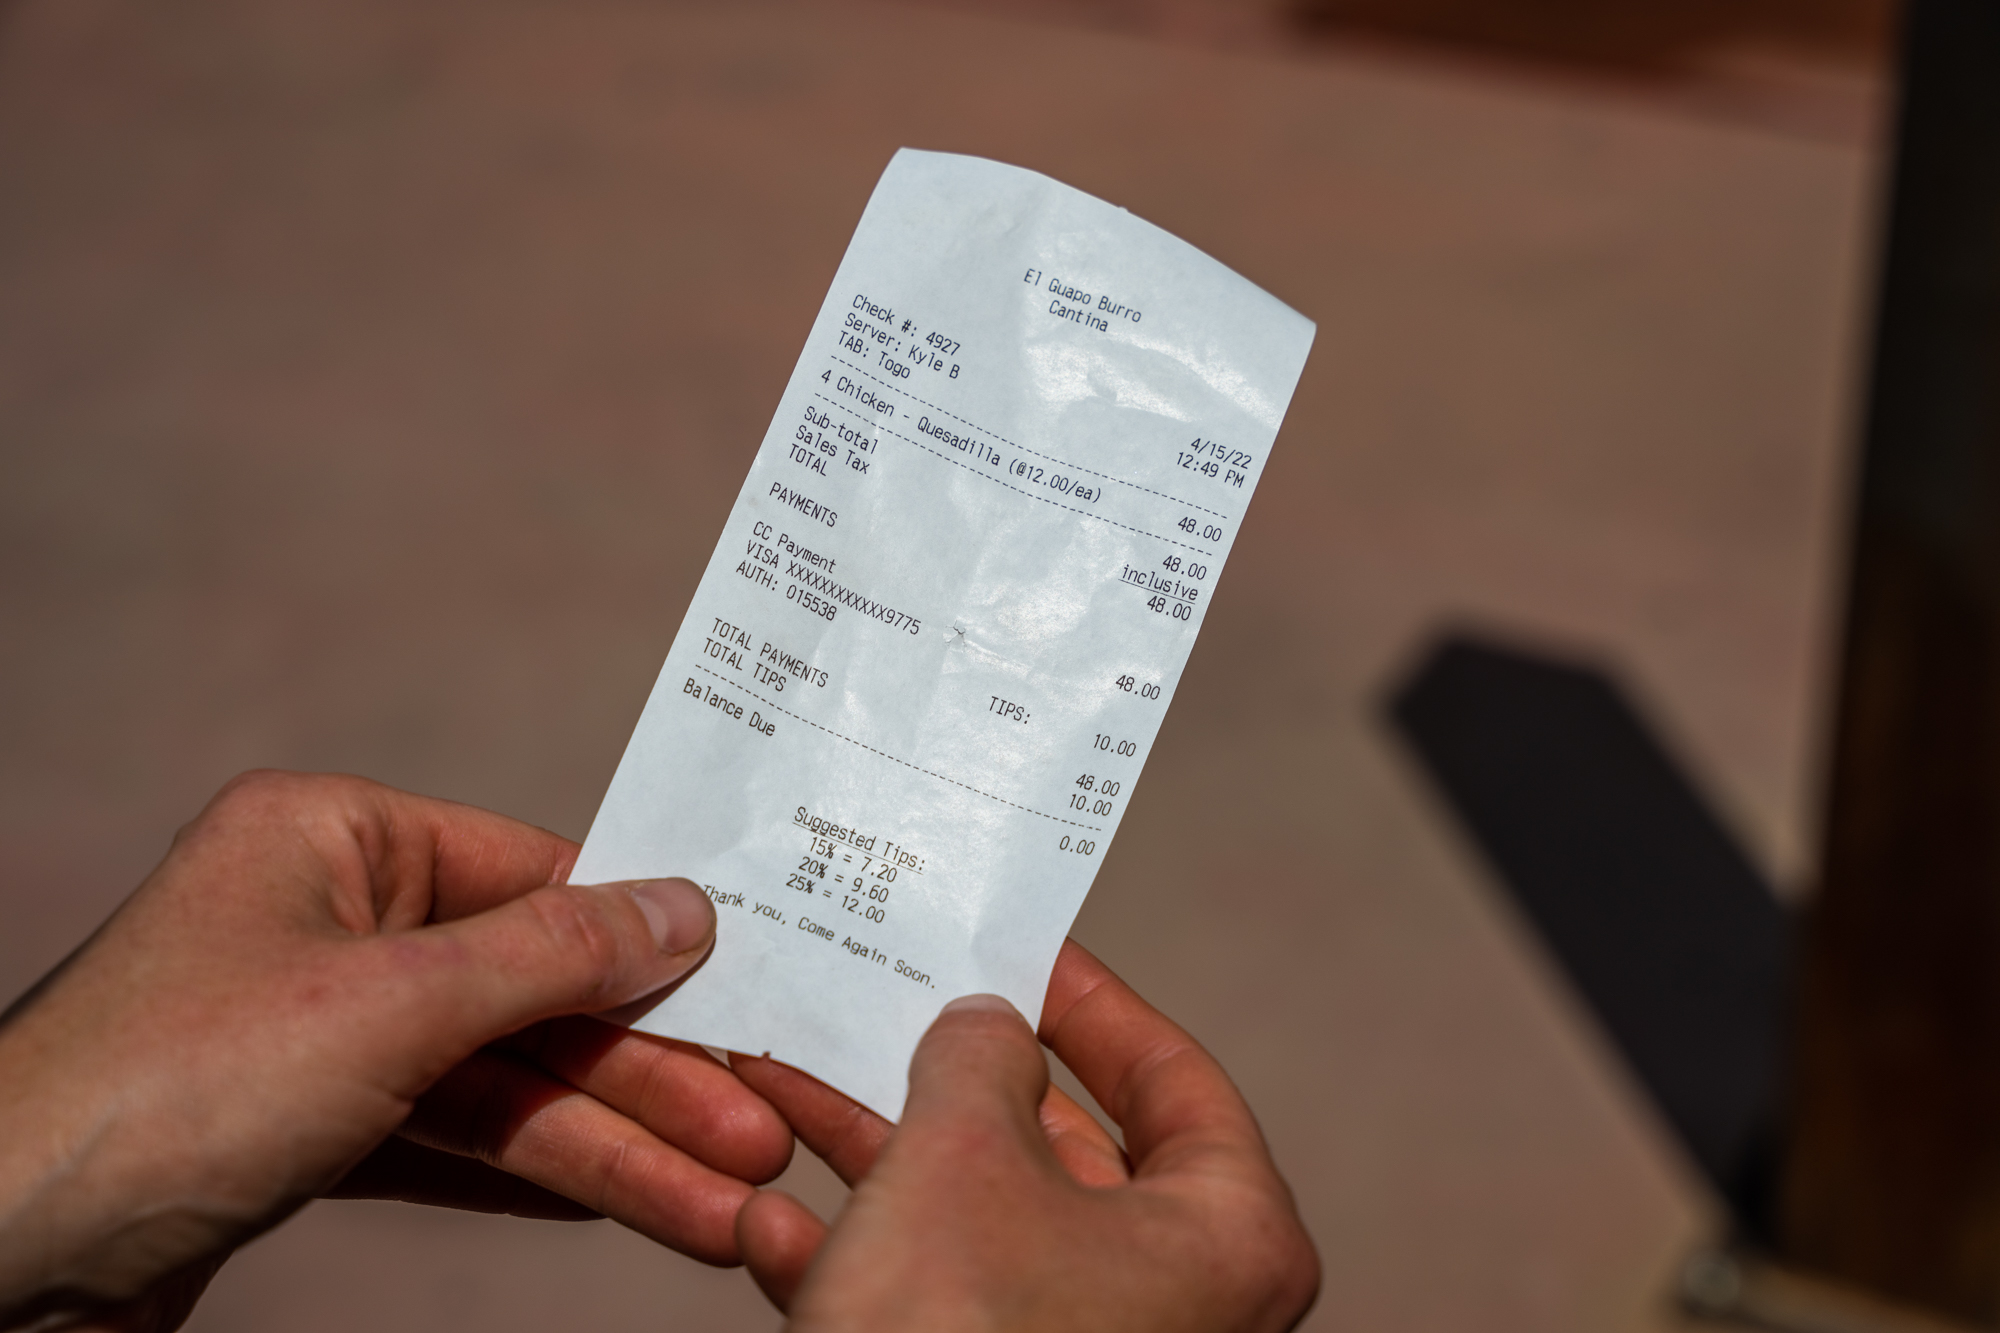 El Guapo Burro
Cantina
Check #: 4927
Server: Kyle B 4/15/22
TAB: Togo 12:49 PM
4 Chicken - Quesadilla (@12.00/ea) 48.00
Sub-total 48.00
Sales Tax inclusive
TOTAL 48.00
PAYMENTS
CC Payment 48.00
VISA XXXXXXXXXXXX9775 TIPS: 10.00
AUTH: 015538
TOTAL PAYMENTS 48.00
TOTAL TIPS 10.00
Balance Due 0.00
Suggested Tips:
15% = 7.20
20% = 9.60
25% = 12.00
Thank you, Come Again Soon.